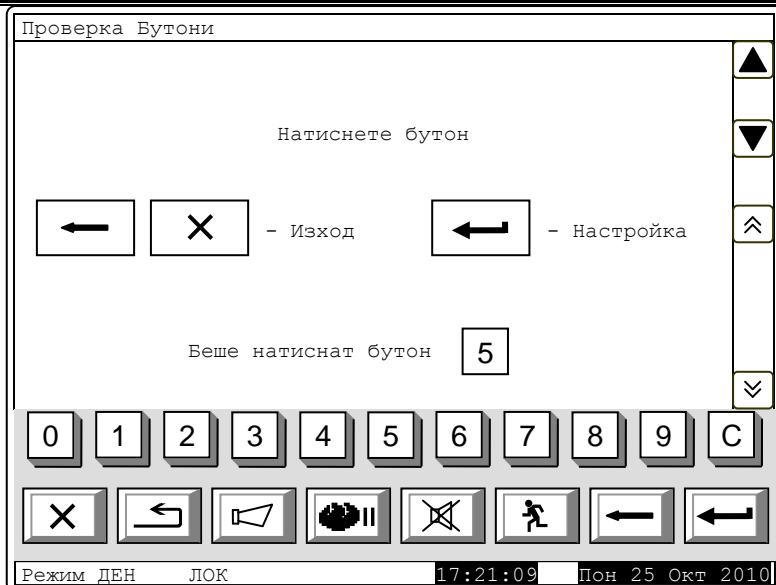 Проверка Бутони
Натиснете бутон
- Изход
- Настройка
Беше натиснат бутон 5
0 1 2 3 4 5 6 7 8 9 C
Режим ДЕН ЛОК 17:21:09 Пон 25 Окт 2010